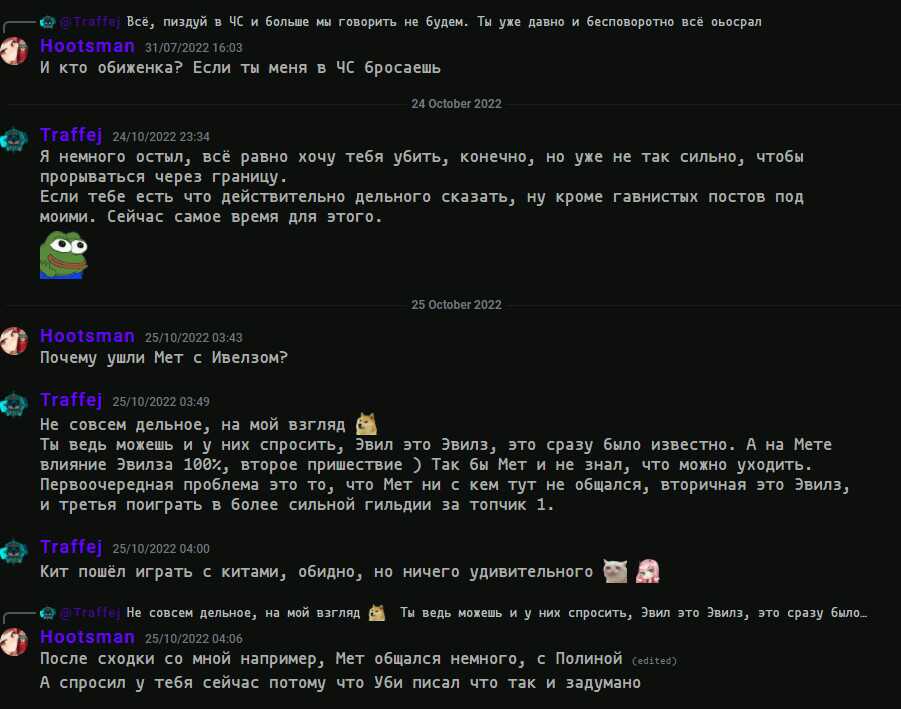 @Traffej Всё, пиздуй в ЧС и больше мы говорить не будем. Ты уже давно и бесповоротно всё оьосрал
Hootsman 31/07/2022 16:03
И кто обиженка? Если ты меня в ЧС бросаешь
24 October 2022
Traffej 24/10/2022 23:34
Я немного остыл, всё равно хочу тебя убить, конечно, но уже не так сильно, чтобы
прорываться через границу.
Если тебе есть что действительно дельного сказать, ну кроме гавнистых постов под
моими. Сейчас самое время для этого.
25 October 2022
Hootsman 25/10/2022 03:43
Почему ушли Мет с Ивелзом?
Traffej 25/10/2022 03:49
Не совсем дельное, на мой взгляд
Ты ведь можешь и у них спросить, Эвил это Эвилз, это сразу было известно. А на Мете
влияние Эвилза 100%, второе пришествие ) Так бы Мет и не знал, что можно уходить.
Первоочередная проблема это то, что Мет ни с кем тут не общался, вторичная это Эвилз,
и третья поиграть в более сильной гильдии за топчик 1.
Traffej 25/10/2022 04:00
Кит пошёл играть с китами, обидно, но ничего удивительного
@Traffej Не совсем дельное, на мой взгляд Ты ведь можешь и у них спросить, Эвил это Эвилз, это сразу было…
Hootsman 25/10/2022 04:06
После сходки со мной например, Мет общался немного, с Полиной (edited)
А спросил у тебя сейчас потому что Уби писал что так и задумано